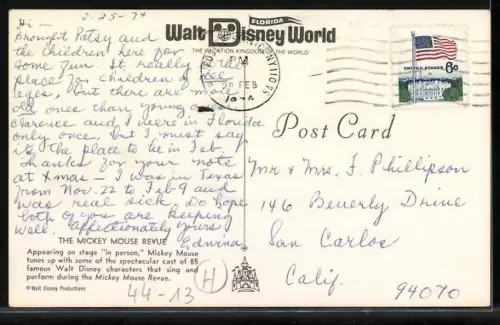 2-25-74
Hi -
Brought Patsy and
the children here for
some fun. It really is a
place for children of all
ages, but there are more
old ones than young ones
Clarence and I were in Florida
only once, but I must say
it's the place to be in Feb.
Thanks for your note
at Xmas - I was in Texas
from Nov. 22 to Feb 9 and
was real sick. Do hope
both of you are keeping
well. Affectionately yours
Edwina
THE MICKEY MOUSE REVUE
Appearing on stage "in person," Mickey Mouse
tunes up with some of the spectacular cast of 85
famous Walt Disney characters that sing and
perform during the Mickey Mouse Revue.
© Walt Disney Productions
44-13
H
FLORIDA
Walt Disney World
THE VACATION KINGDOM OF THE WORLD
PM
FEB
UNITED STATES 6c
Post Card
Mr & Mrs. F. Phillipson
146 Beverly Drive
San Carlos
Calif.
94070